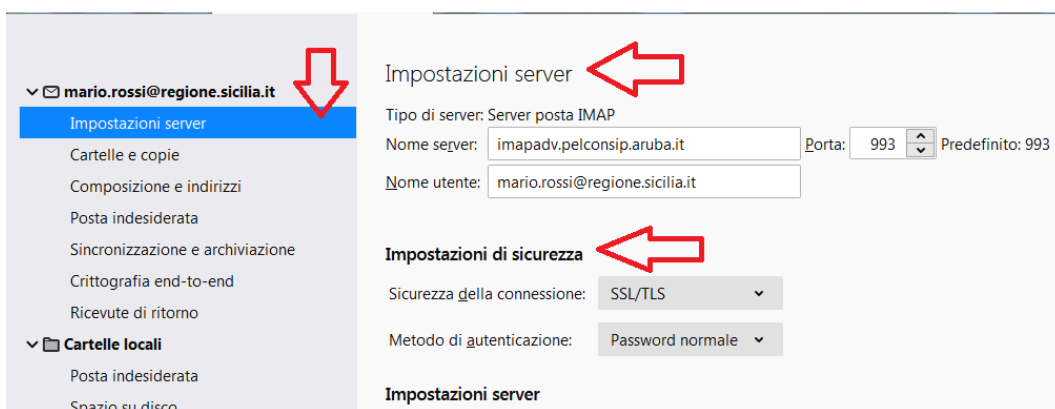 mario.rossi@regione.sicilia.it
Impostazioni server
Cartelle e copie
Composizione e indirizzi
Posta indesiderata
Sincronizzazione e archiviazione
Crittografia end-to-end
Ricevute di ritorno
Cartelle locali
Posta indesiderata
Spazio su disco
Impostazioni server
Tipo di server: Server posta IMAP
Nome server: imapadv.pelconsip.aruba.it Porta: 993 Predefinito: 993
Nome utente: mario.rossi@regione.sicilia.it
Impostazioni di sicurezza
Sicurezza della connessione: SSL/TLS
Metodo di autenticazione: Password normale
Impostazioni server